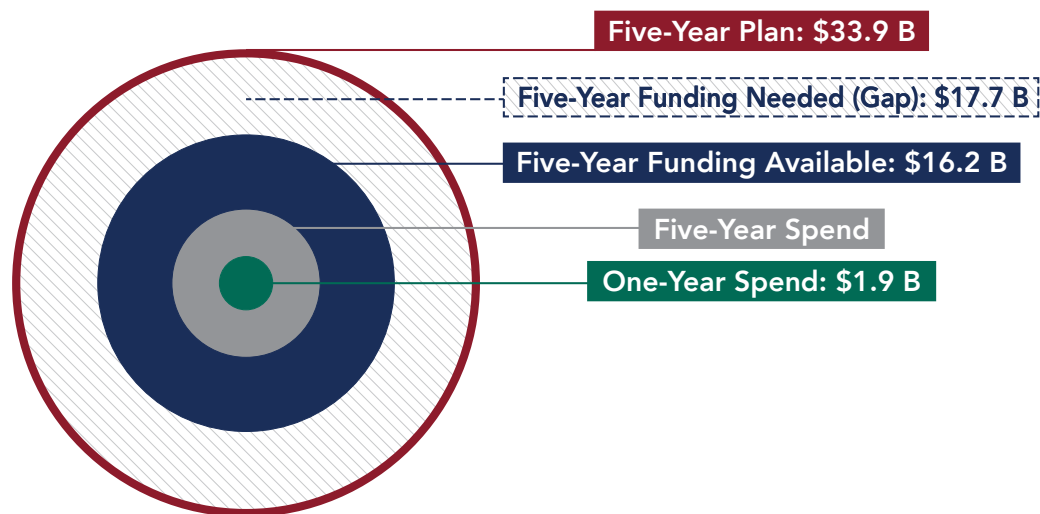 Five-Year Plan: $33.9 B
Five-Year Funding Needed (Gap): $17.7 B
Five-Year Funding Available: $16.2 B
Five-Year Spend
One-Year Spend: $1.9 B